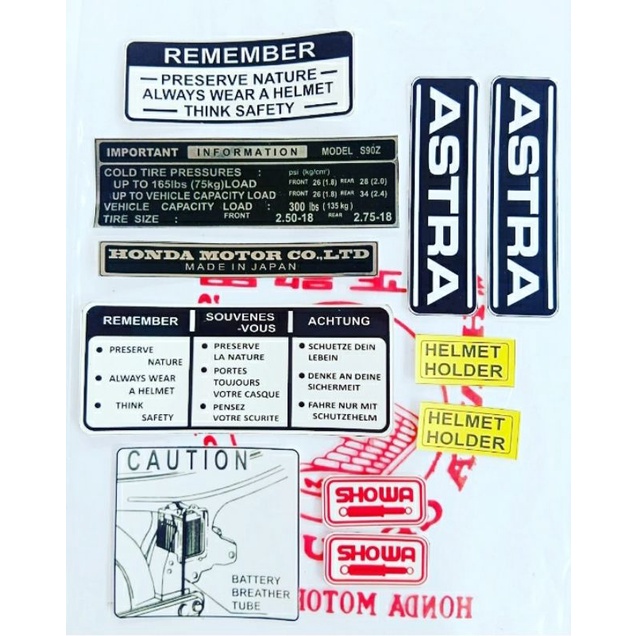 REMEMBER
PRESERVE NATURE
ALWAYS WEAR A HELMET
THINK SAFETY
ASTRA
ASTRA
IMPORTANT INFORMATION MODEL S90Z
COLD TIRE PRESSURES : psi (kg/cm²)
UP TO 165lbs (75kg)LOAD FRONT 26 (1.8) REAR 28 (2.0)
UP TO VEHICLE CAPACITY LOAD FRONT 26 (1.8) REAR 34 (2.4)
VEHICLE CAPACITY LOAD : 300 lbs (135 kg)
TIRE SIZE : FRONT 2.50-18 REAR 2.75-18
HONDA MOTOR CO.,LTD
MADE IN JAPAN
REMEMBER
• PRESERVE
NATURE
• ALWAYS WEAR
A HELMET
• THINK
SAFETY
SOUVENES
-VOUS
• PRESERVE
LA NATURE
• PORTES
TOUJOURS
VOTRE CASQUE
• PENSEZ
VOTRE SCURITE
ACHTUNG
• SCHUETZE DEIN
LEBEIN
• DENKE AN DEINE
SICHERMEIT
• FAHRE NUR MIT
SCHUTZEHELM
HELMET
HOLDER
HELMET
HOLDER
CAUTION
BATTERY
BREATHER
TUBE
SHOWA
SHOWA
HONDA MOTOR